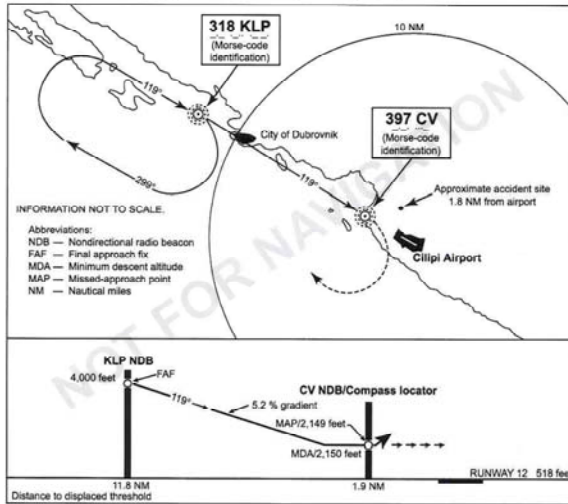 318 KLP
(Morse-code
identification)
10 NM
119°
397 CV
(Morse-code
identification)
City of Dubrovnik
119°
299°
Approximate accident site
1.8 NM from airport
Cilipi Airport
INFORMATION NOT TO SCALE.
Abbreviations:
NDB — Nondirectional radio beacon
FAF — Final approach fix
MDA — Minimum descent altitude
MAP — Missed-approach point
NM — Nautical miles
NOT FOR NAVIGATION
KLP NDB
4,000 feet
FAF
119°
5.2 % gradient
CV NDB/Compass locator
MAP/2,149 feet
MDA/2,150 feet
RUNWAY 12 518 feet
11.8 NM
1.9 NM
Distance to displaced threshold